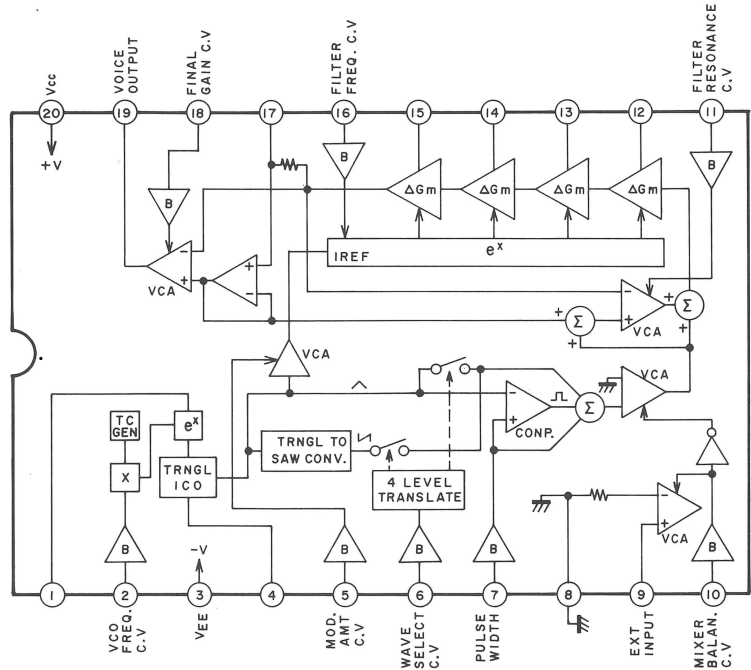 Vcc
VOICE
OUTPUT
FINAL
GAIN C.V
FILTER
FREQ. C.V
FILTER
RESONANCE
C.V
20
19
18
17
16
15
14
13
12
11
+V
B
B
B
ΔGm
ΔGm
ΔGm
ΔGm
IREF
e^x
-
+
VCA
+
-
-
+
VCA
+
Σ
+
+
Σ
+
VCA
VCA
TC
GEN
e^x
X
TRNGL
ICO
TRNGL TO
SAW CONV.
4 LEVEL
TRANSLATE
-
+
CONP.
Σ
-
+
VCA
B
-V
B
B
B
B
1
2
3
4
5
6
7
8
9
10
VCO
FREQ.
C.V
VEE
MOD.
AMT
C.V
WAVE
SELECT
C.V
PULSE
WIDTH
EXT
INPUT
MIXER
BALAN.
C.V